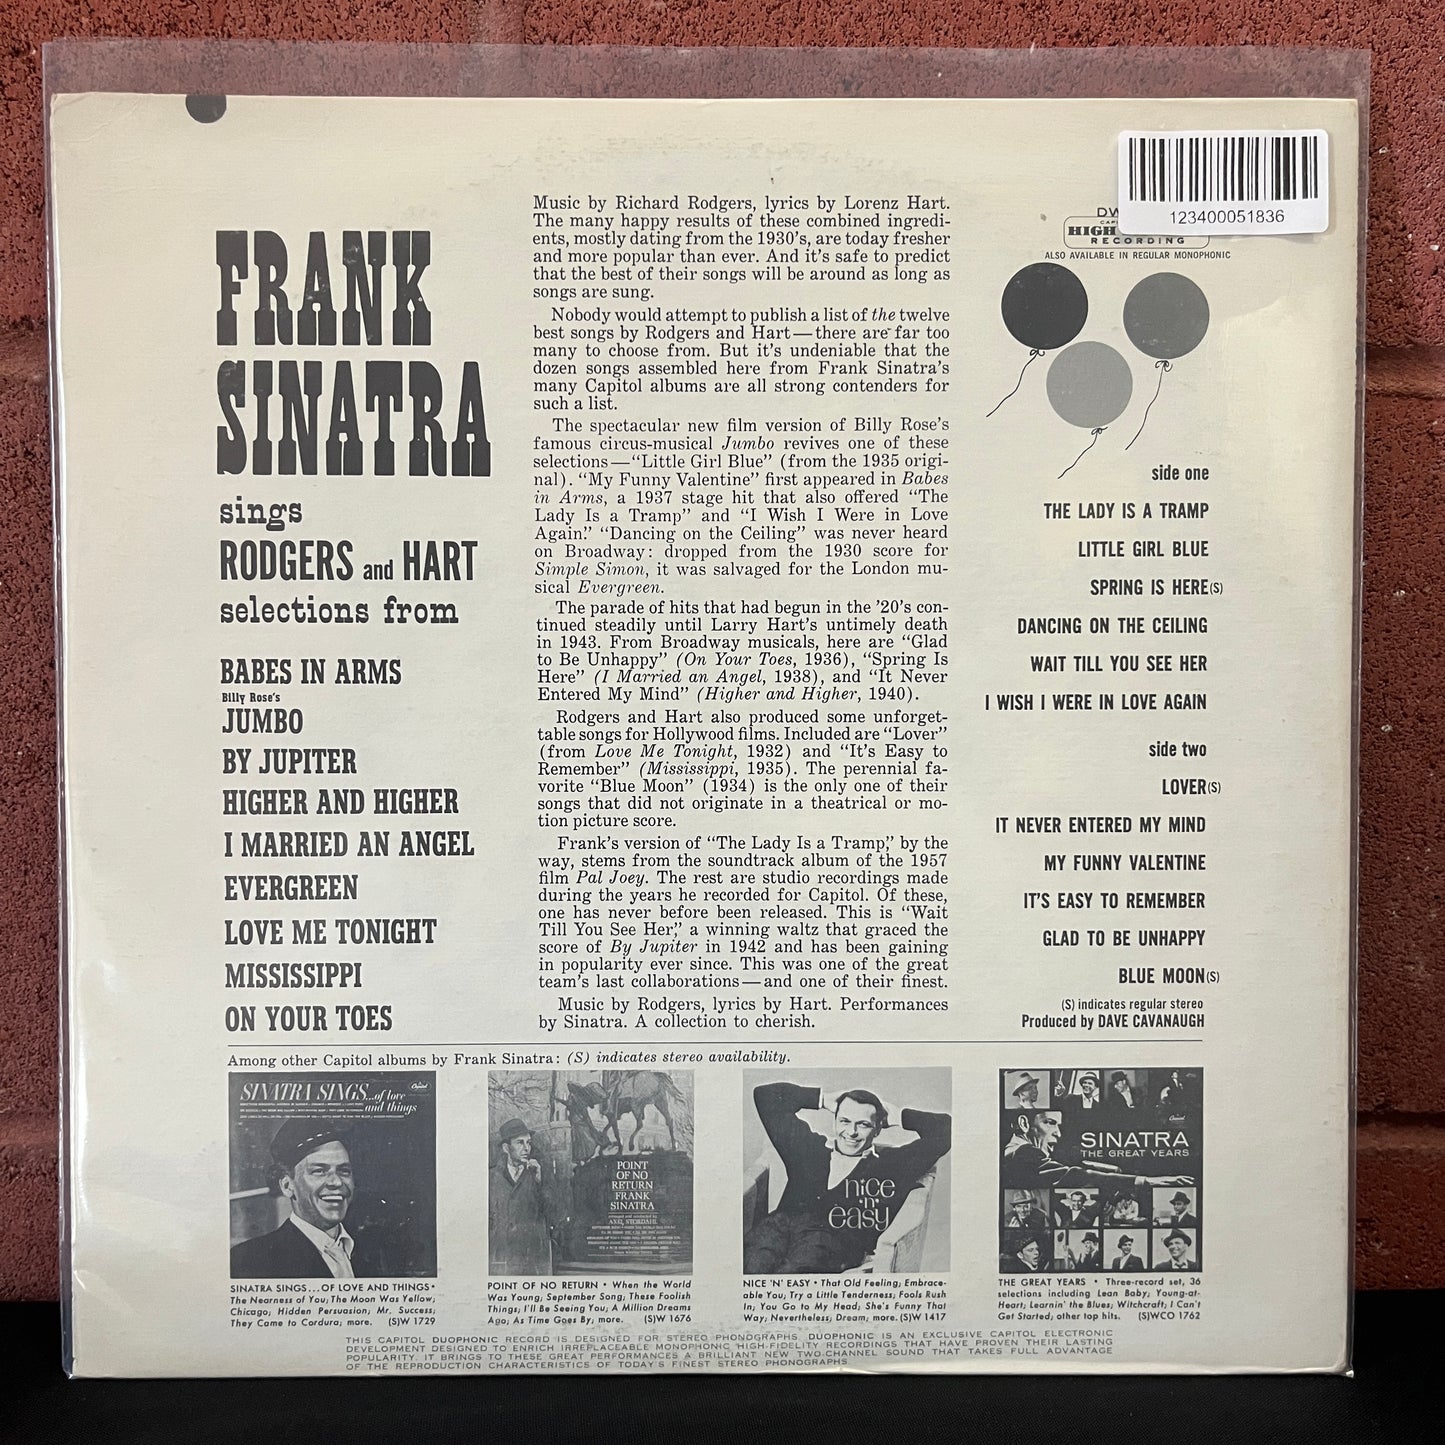 FRANK
SINATRA
sings
RODGERS and HART
selections from
BABES IN ARMS
Billy Rose's
JUMBO
BY JUPITER
HIGHER AND HIGHER
I MARRIED AN ANGEL
EVERGREEN
LOVE ME TONIGHT
MISSISSIPPI
ON YOUR TOES
Music by Richard Rodgers, lyrics by Lorenz Hart.
The many happy results of these combined ingredi-
ents, mostly dating from the 1930's, are today fresher
and more popular than ever. And it's safe to predict
that the best of their songs will be around as long as
songs are sung.
Nobody would attempt to publish a list of the twelve
best songs by Rodgers and Hart—there are far too
many to choose from. But it's undeniable that the
dozen songs assembled here from Frank Sinatra's
many Capitol albums are all strong contenders for
such a list.
The spectacular new film version of Billy Rose's
famous circus-musical Jumbo revives one of these
selections—"Little Girl Blue" (from the 1935 origi-
nal). "My Funny Valentine" first appeared in Babes
in Arms, a 1937 stage hit that also offered "The
Lady Is a Tramp" and "I Wish I Were in Love
Again." "Dancing on the Ceiling" was never heard
on Broadway: dropped from the 1930 score for
Simple Simon, it was salvaged for the London mu-
sical Evergreen.
The parade of hits that had begun in the '20's con-
tinued steadily until Larry Hart's untimely death
in 1943. From Broadway musicals, here are "Glad
to Be Unhappy" (On Your Toes, 1936), "Spring Is
Here" (I Married an Angel, 1938), and "It Never
Entered My Mind" (Higher and Higher, 1940).
Rodgers and Hart also produced some unforget-
table songs for Hollywood films. Included are "Lover"
(from Love Me Tonight, 1932) and "It's Easy to
Remember" (Mississippi, 1935). The perennial fa-
vorite "Blue Moon" (1934) is the only one of their
songs that did not originate in a theatrical or mo-
tion picture score.
Frank's version of "The Lady Is a Tramp," by the
way, stems from the soundtrack album of the 1957
film Pal Joey. The rest are studio recordings made
during the years he recorded for Capitol. Of these,
one has never before been released. This is "Wait
Till You See Her," a winning waltz that graced the
score of By Jupiter in 1942 and has been gaining
in popularity ever since. This was one of the great
team's last collaborations—and one of their finest.
Music by Rodgers, lyrics by Hart. Performances
by Sinatra. A collection to cherish.
123400051836
DW
HIGH
RECORDING
ALSO AVAILABLE IN REGULAR MONOPHONIC
side one
THE LADY IS A TRAMP
LITTLE GIRL BLUE
SPRING IS HERE(S)
DANCING ON THE CEILING
WAIT TILL YOU SEE HER
I WISH I WERE IN LOVE AGAIN
side two
LOVER(S)
IT NEVER ENTERED MY MIND
MY FUNNY VALENTINE
IT'S EASY TO REMEMBER
GLAD TO BE UNHAPPY
BLUE MOON(S)
(S) indicates regular stereo
Produced by DAVE CAVANAUGH
Among other Capitol albums by Frank Sinatra: (S) indicates stereo availability.
SINATRA SINGS...of love
and things
SINATRA SINGS...OF LOVE AND THINGS •
The Nearness of You; The Moon Was Yellow;
Chicago; Hidden Persuasion; Mr. Success;
They Came to Cordura; more. (S)W 1729
POINT
OF NO
RETURN
FRANK
SINATRA
AXEL STORDAHL
POINT OF NO RETURN • When the World
Was Young; September Song; These Foolish
Things; I'll Be Seeing You; A Million Dreams
Ago; As Time Goes By; more. (S)W 1676
nice
'n'
easy
NICE 'N' EASY • That Old Feeling; Embrace-
able You; Try a Little Tenderness; Fools Rush
In; You Go to My Head; She's Funny That
Way; Nevertheless; Dream; more. (S)W 1417
SINATRA
THE GREAT YEARS
THE GREAT YEARS • Three-record set, 36
selections including Lean Baby; Young-at-
Heart; Learnin' the Blues; Witchcraft; I Can't
Get Started; other top hits. (S)WCO 1762
THIS CAPITOL DUOPHONIC RECORD IS DESIGNED FOR STEREO PHONOGRAPHS. DUOPHONIC IS AN EXCLUSIVE CAPITOL ELECTRONIC
DEVELOPMENT DESIGNED TO ENRICH IRREPLACEABLE MONOPHONIC HIGH-FIDELITY RECORDINGS THAT HAVE PROVEN THEIR LASTING
POPULARITY. IT BRINGS TO THESE GREAT PERFORMANCES A BRILLIANT NEW TWO-CHANNEL SOUND THAT TAKES FULL ADVANTAGE
OF THE REPRODUCTION CHARACTERISTICS OF TODAY'S FINEST STEREO PHONOGRAPHS.